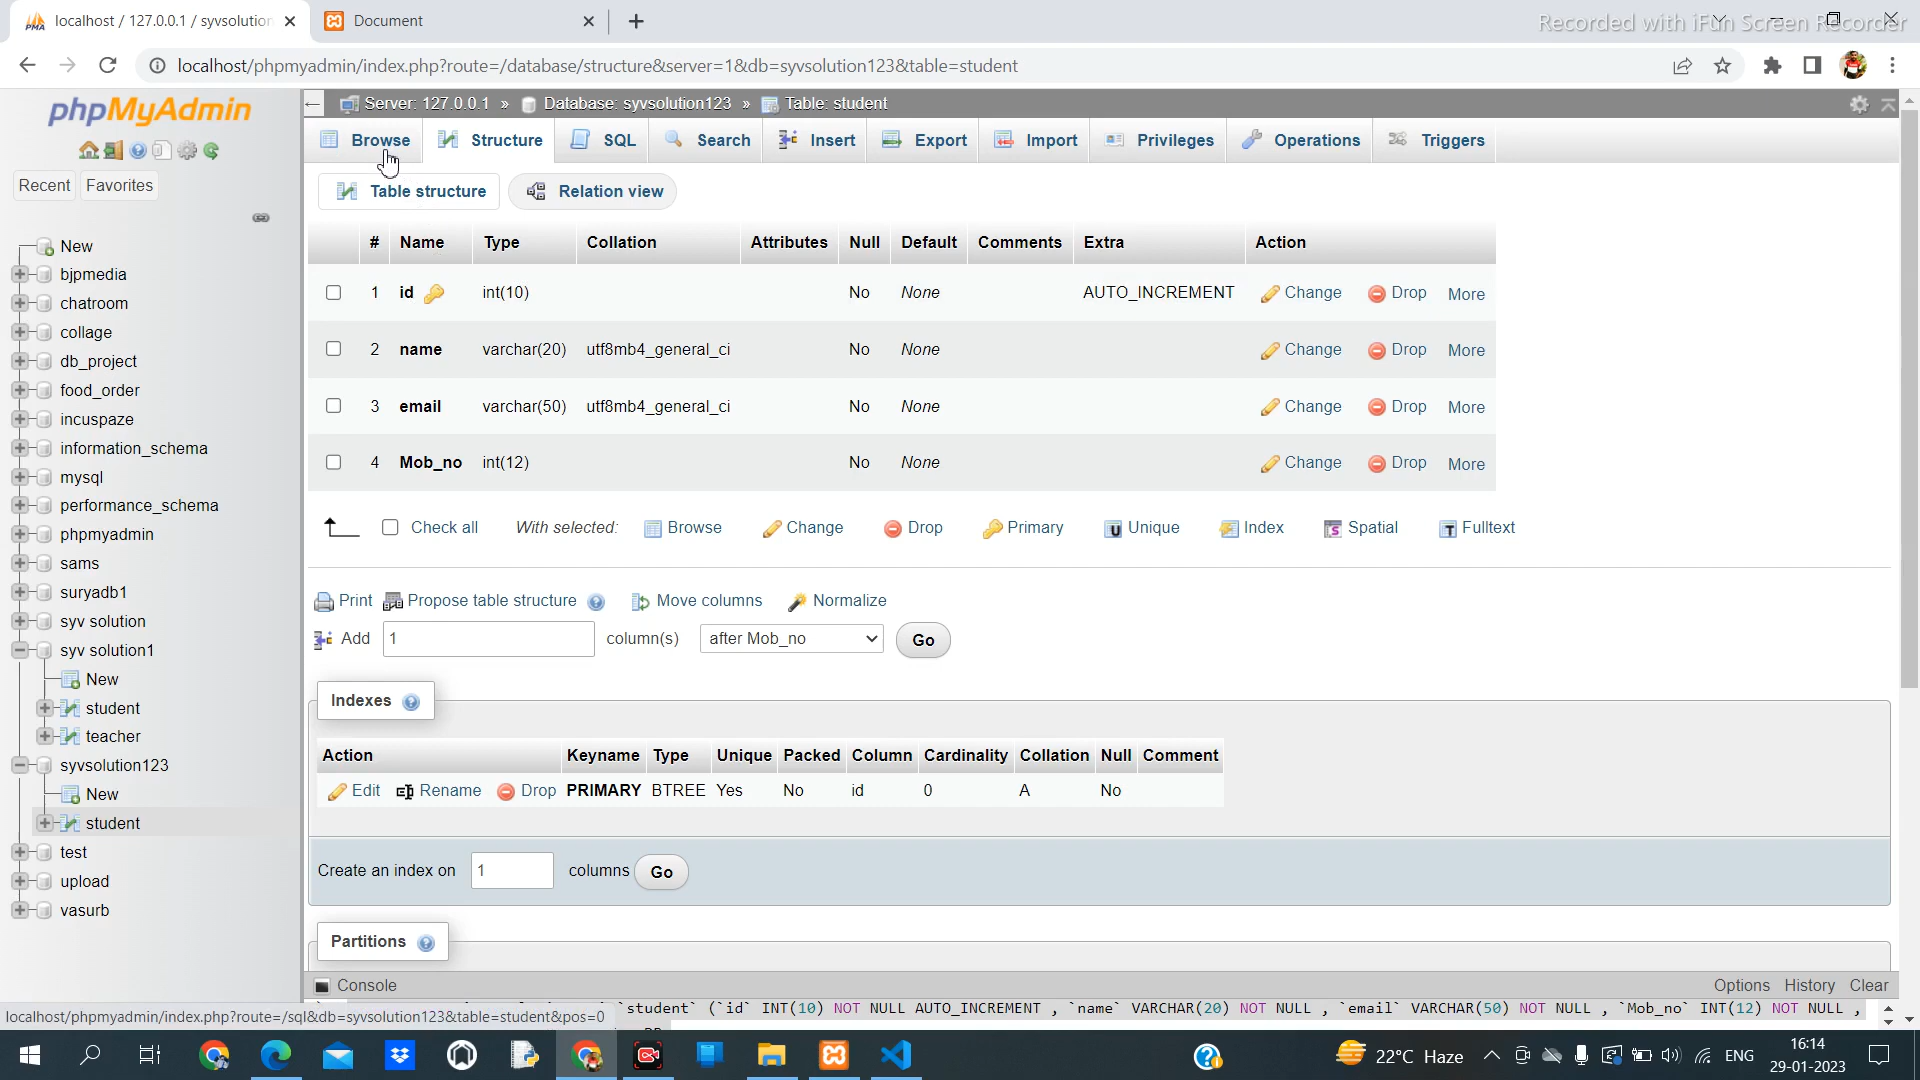 localhost / 127.0.0.1 / syvsolution
Document
Recorded with iFun Screen Recorder
localhost/phpmyadmin/index.php?route=/database/structure&server=1&db=syvsolution123&table=student
phpMyAdmin
Server: 127.0.0.1 » Database: syvsolution123 » Table: student
Browse Structure SQL Search Insert Export Import Privileges Operations Triggers
Recent Favorites
Table structure Relation view
New
bjpmedia
chatroom
collage
db_project
food_order
incuspaze
information_schema
mysql
performance_schema
phpmyadmin
sams
suryadb1
syv solution
syv solution1
New
student
teacher
syvsolution123
New
student
test
upload
vasurb
# Name Type Collation Attributes Null Default Comments Extra Action
1 id int(10) No None AUTO_INCREMENT Change Drop More
2 name varchar(20) utf8mb4_general_ci No None Change Drop More
3 email varchar(50) utf8mb4_general_ci No None Change Drop More
4 Mob_no int(12) No None Change Drop More
Check all With selected: Browse Change Drop Primary Unique Index Spatial Fulltext
Print Propose table structure Move columns Normalize
Add 1 column(s) after Mob_no Go
Indexes
Action Keyname Type Unique Packed Column Cardinality Collation Null Comment
Edit Rename Drop PRIMARY BTREE Yes No id 0 A No
Create an index on 1 columns Go
Partitions
Console Options History Clear
`student` (`id` INT(10) NOT NULL AUTO_INCREMENT , `name` VARCHAR(20) NOT NULL , `email` VARCHAR(50) NOT NULL , `Mob_no` INT(12) NOT NULL ,
localhost/phpmyadmin/index.php?route=/sql&db=syvsolution123&table=student&pos=0
22°C Haze
ENG
16:14
29-01-2023